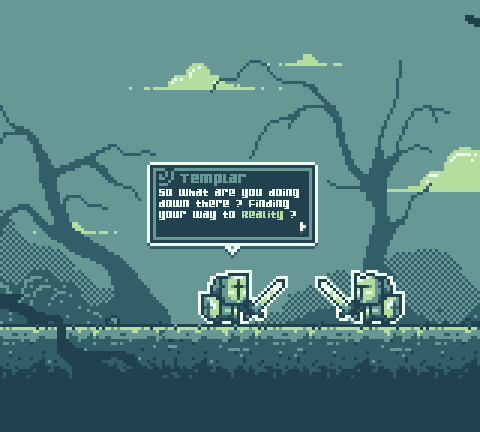 Templar
So what are you doing
down there ? Finding
your way to Reality ?